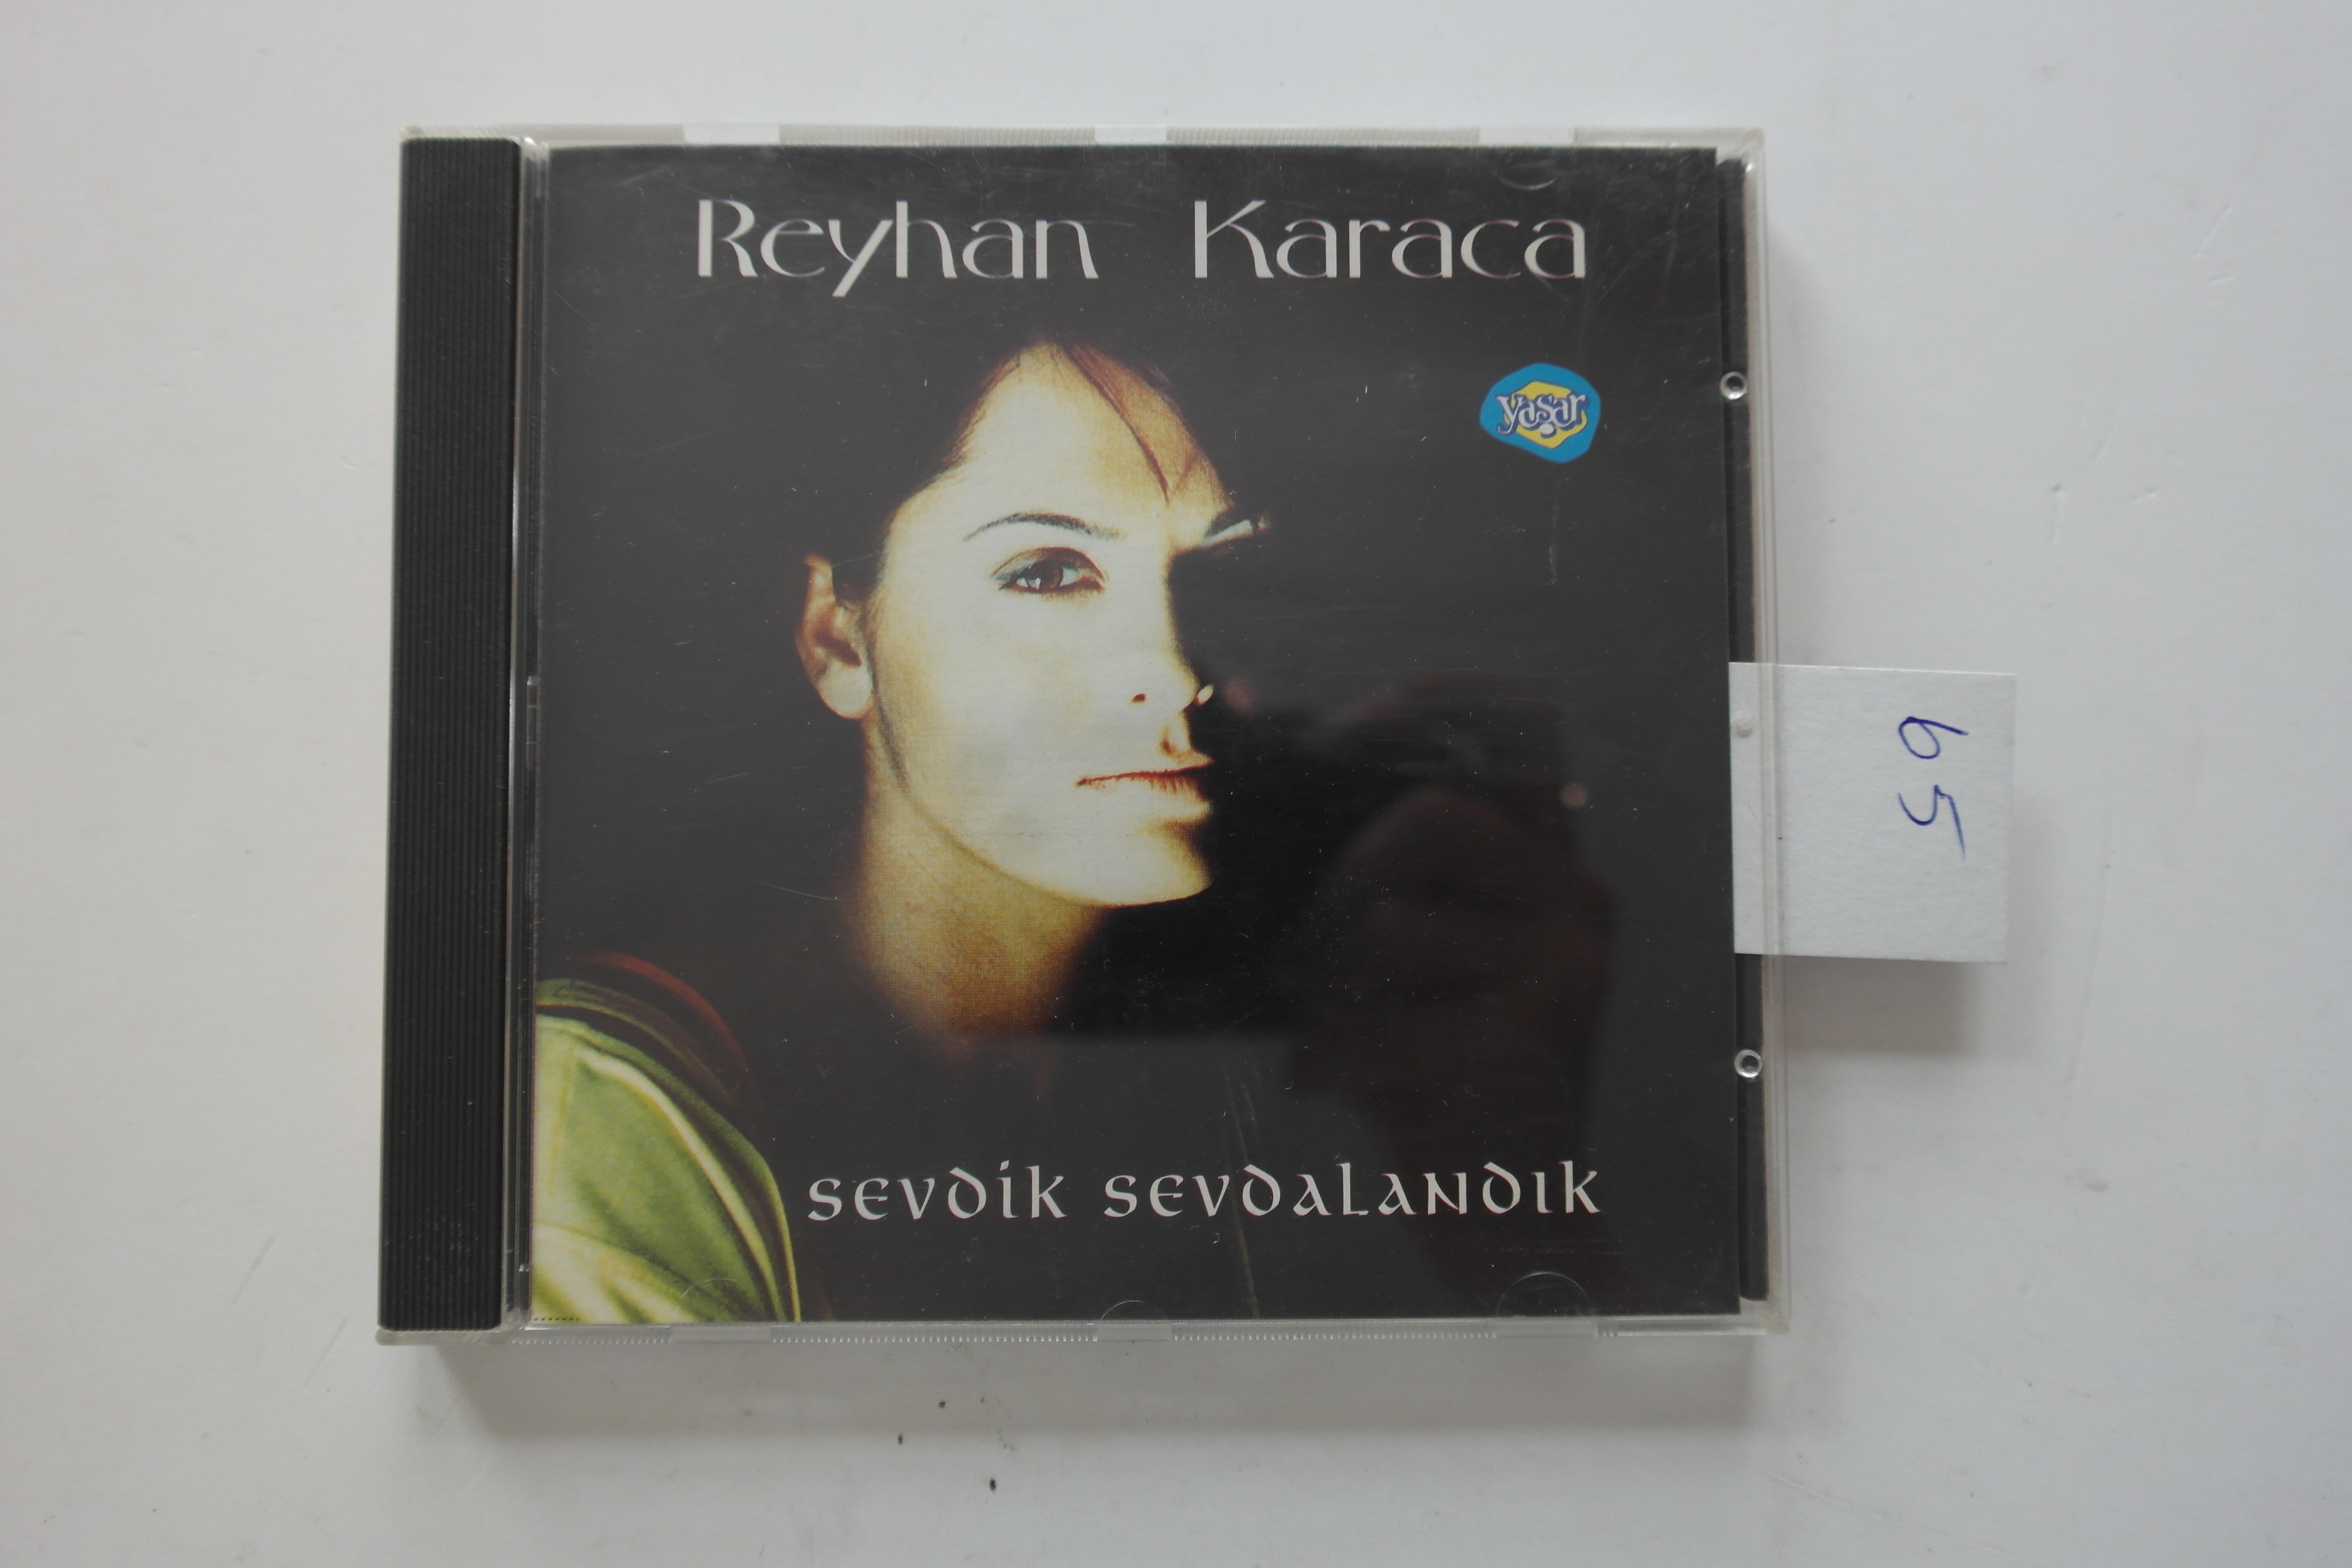 Reyhan Karaca
yaşar
65
sevdik sevdalandık